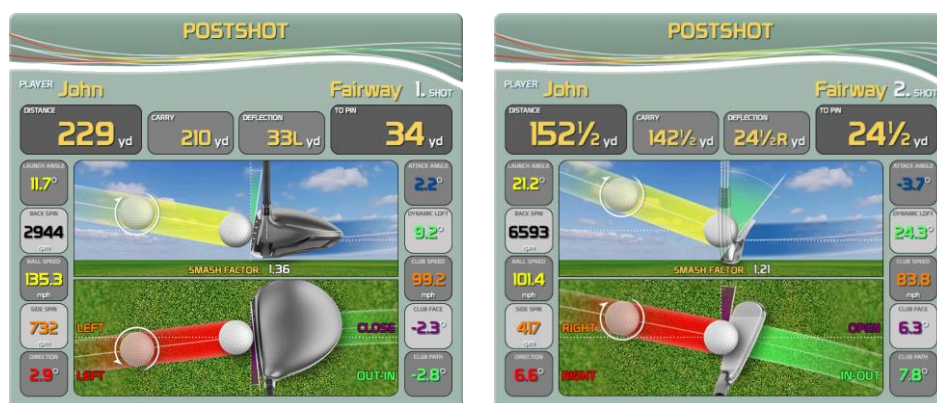 POSTSHOT
PLAYER John Fairway 1. SHOT
DISTANCE CARRY DEFLECTION TO PIN
229 yd 210 yd 33L yd 34 yd
LAUNCH ANGLE
11.7°
ATTACK ANGLE
2.2°
BACK SPIN
2944
rpm
DYNAMIC LOFT
9.2°
SMASH FACTOR 1.36
BALL SPEED
135.3
mph
CLUB SPEED
99.2
mph
SIDE SPIN
732
rpm
LEFT
CLOSE
CLUB FACE
-2.3°
DIRECTION
2.9°
LEFT
OUT-IN
CLUB PATH
-2.8°
POSTSHOT
PLAYER John Fairway 2. SHOT
DISTANCE CARRY DEFLECTION TO PIN
152½ yd 142½ yd 24½R yd 24½ yd
LAUNCH ANGLE
21.2°
ATTACK ANGLE
-3.7°
BACK SPIN
6593
rpm
DYNAMIC LOFT
24.3°
SMASH FACTOR 1.21
BALL SPEED
101.4
mph
CLUB SPEED
83.8
mph
SIDE SPIN
417
rpm
RIGHT
OPEN
CLUB FACE
6.3°
DIRECTION
6.6°
RIGHT
IN-OUT
CLUB PATH
7.8°